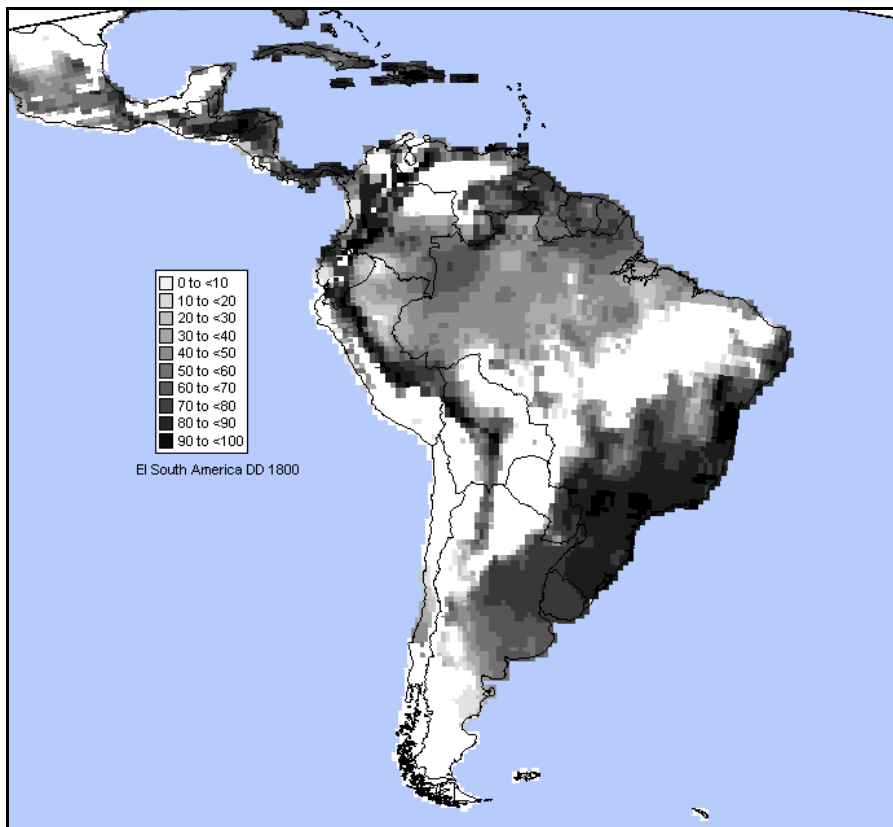 0 to <10
10 to <20
20 to <30
30 to <40
40 to <50
50 to <60
60 to <70
70 to <80
80 to <90
90 to <100
EI South America DD 1800